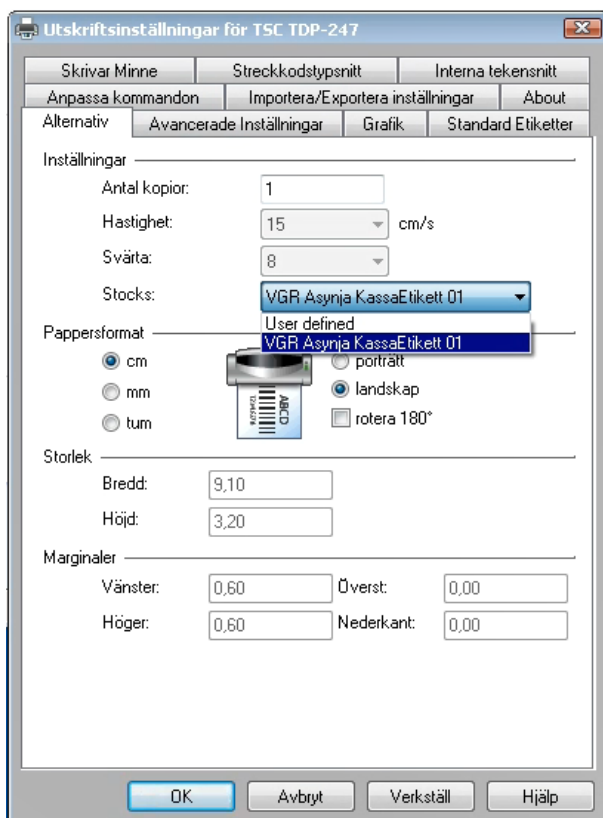 Utskriftsinställningar för TSC TDP-247
Skrivar Minne Streckkodstypsnitt Interna tekensnitt
Anpassa kommandon Importera/Exportera inställningar About
Alternativ Avancerade Inställningar Grafik Standard Etiketter
Inställningar
Antal kopior: 1
Hastighet: 15 cm/s
Svärta: 8
Stocks: VGR Asynja KassaEtikett 01
User defined
VGR Asynja KassaEtikett 01
Pappersformat
cm porträtt
mm landskap
tum rotera 180°
ABCD
12345678
Storlek
Bredd: 9,10
Höjd: 3,20
Marginaler
Vänster: 0,60 Överst: 0,00
Höger: 0,60 Nederkant: 0,00
OK Avbryt Verkställ Hjälp